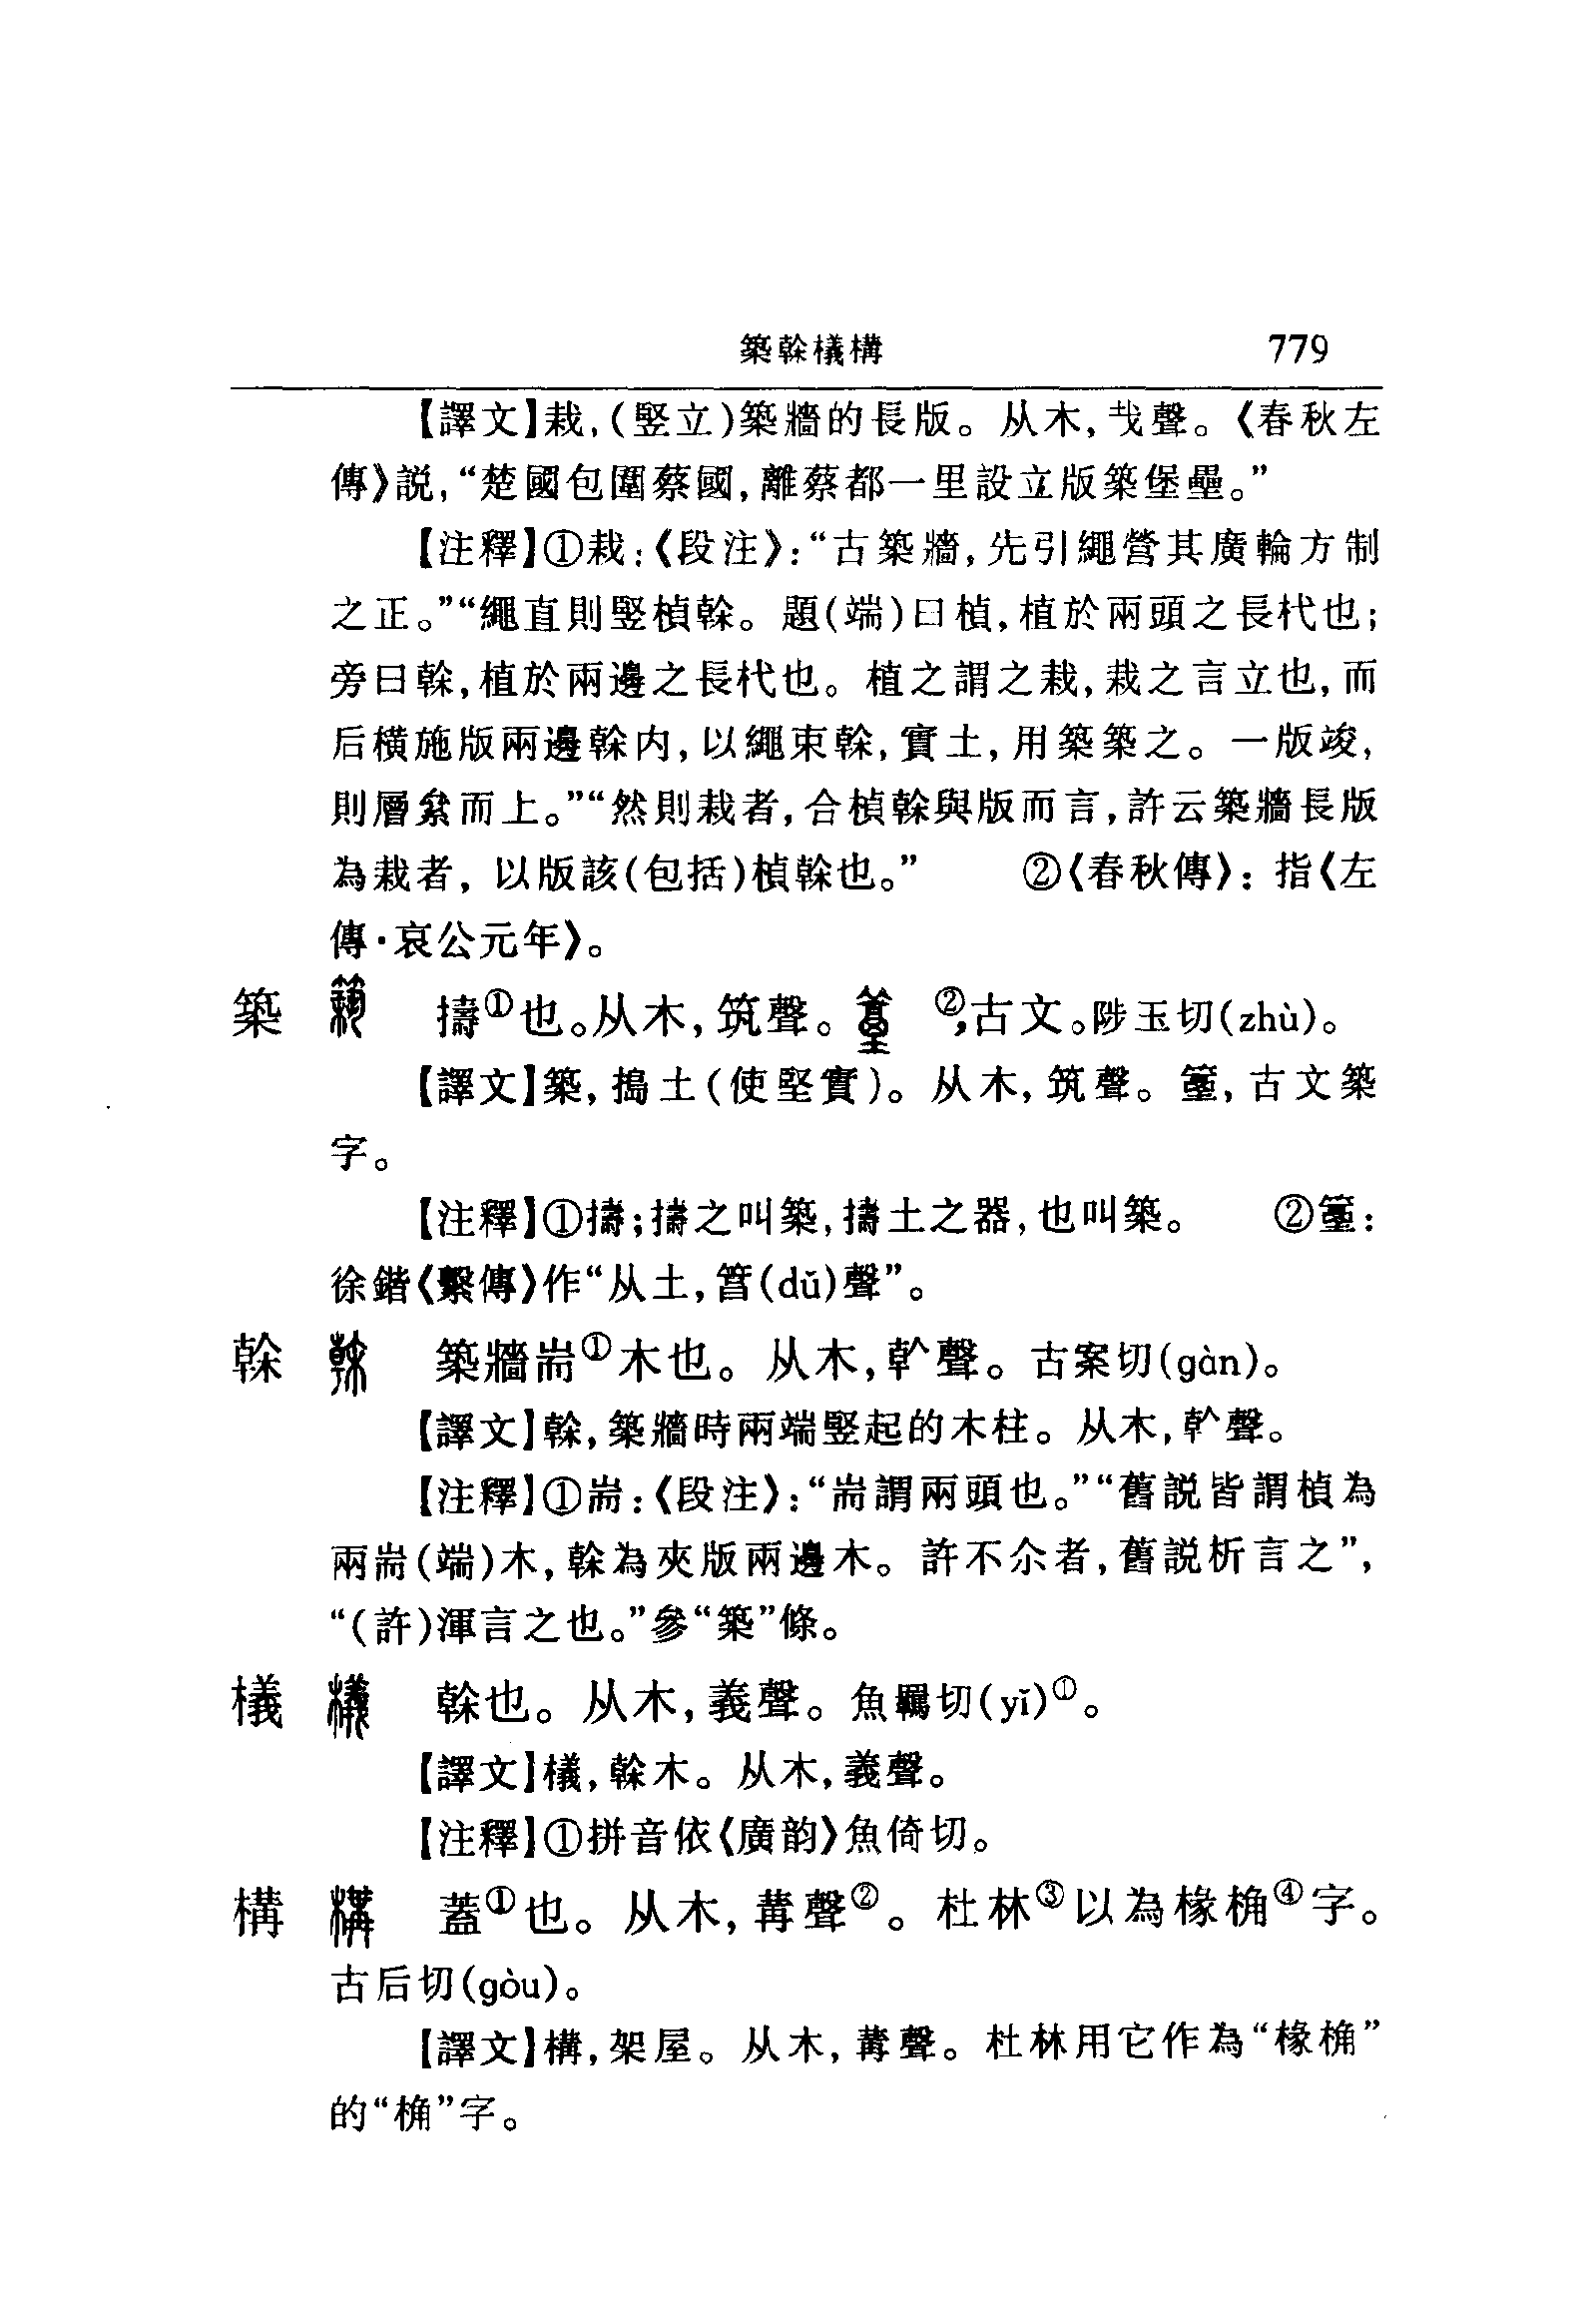 築榦檥構 779
【譯文】栽,(竪立)築牆的長版。从木,𢦏聲。《春秋左
傳》説,“楚國包圍蔡國,離蔡都一里設立版築堡壘。”
【注釋】①栽:《段注》:“古築牆,先引繩營其廣輪方制
之正。”“繩直則竪楨榦。題(端)曰楨,植於兩頭之長杙也;
旁曰榦,植於兩邊之長杙也。植之謂之栽,栽之言立也,而
后橫施版兩邊榦内,以繩束榦,實土,用築築之。一版竣,
則層絫而上。”“然則栽者,合楨榦與版而言,許云築牆長版
為栽者,以版該(包括)楨榦也。” ②《春秋傳》:指《左
傳·哀公元年》。
築 擣①也。从木,筑聲。 ②,古文。陟玉切(zhù)。
【譯文】築,搗土(使堅實)。从木,筑聲。𥳑,古文築
字。
【注釋】①擣;擣之叫築,擣土之器,也叫築。 ②𥳑:
徐鍇《繫傳》作“从土,䈞(dǔ)聲”。
榦 築牆耑①木也。从木,倝聲。古案切(gàn)。
【譯文】榦,築牆時兩端竪起的木柱。从木,倝聲。
【注釋】①耑:《段注》:“耑謂兩頭也。”“舊説皆謂楨為
兩耑(端)木,榦為夾版兩邊木。許不尒者,舊説析言之”,
“(許)渾言之也。”參“築”條。
檥 榦也。从木,義聲。魚羈切(yǐ)①。
【譯文】檥,榦木。从木,義聲。
【注釋】①拼音依《廣韵》魚倚切。
構 蓋①也。从木,冓聲②。杜林③以為椽桷④字。
古后切(gòu)。
【譯文】構,架屋。从木,冓聲。杜林用它作為“椽桷”
的“桷”字。